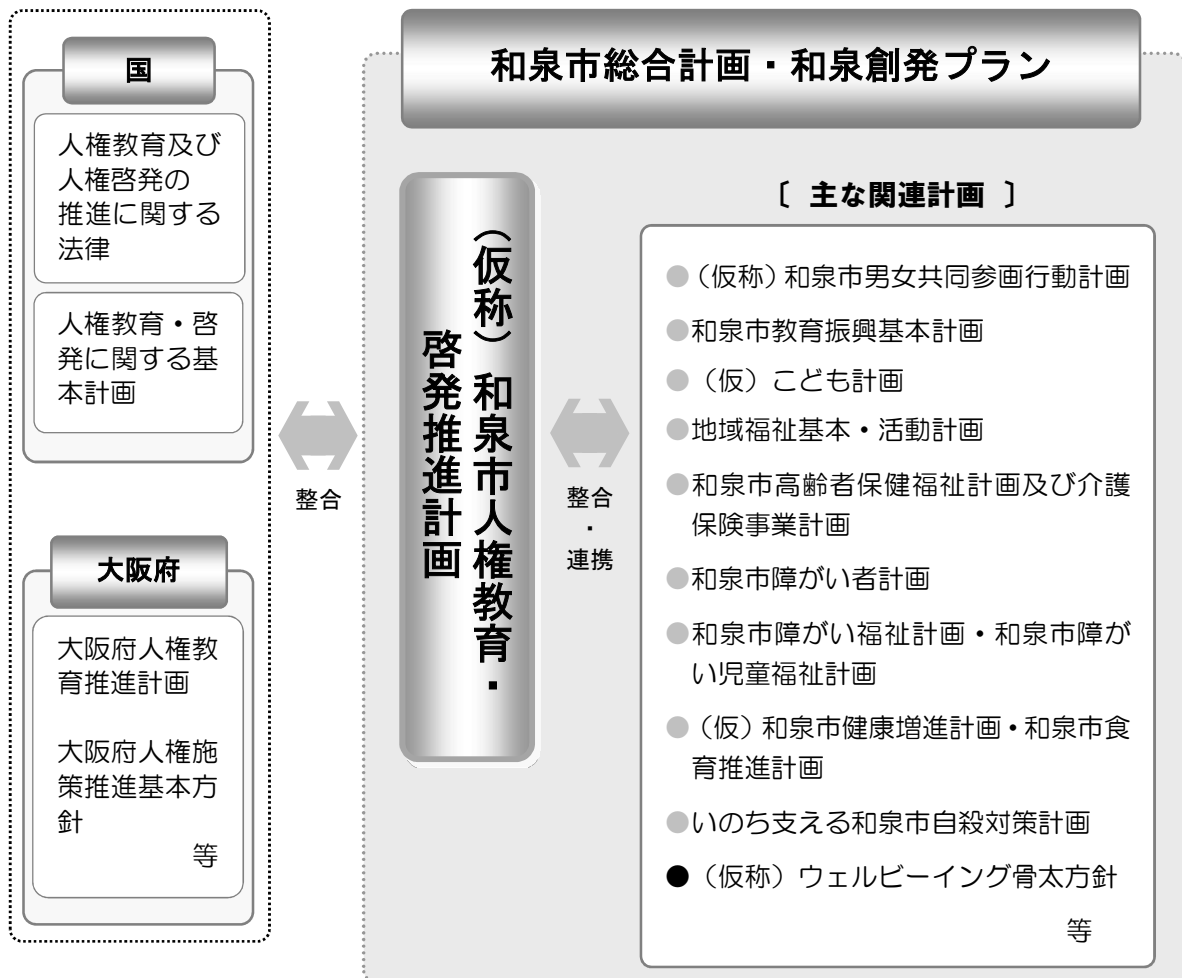 国
人権教育及び
人権啓発の
推進に関する
法律
人権教育・啓
発に関する基
本計画
大阪府
大阪府人権教
育推進計画
大阪府人権施
策推進基本方
針
等
整合
和泉市総合計画・和泉創発プラン
（仮称）和泉市人権教育・
啓発推進計画
整合
・
連携
〔 主な関連計画 〕
●（仮称）和泉市男女共同参画行動計画
●和泉市教育振興基本計画
●（仮）こども計画
●地域福祉基本・活動計画
●和泉市高齢者保健福祉計画及び介護
保険事業計画
●和泉市障がい者計画
●和泉市障がい福祉計画・和泉市障が
い児童福祉計画
●（仮）和泉市健康増進計画・和泉市食
育推進計画
●いのち支える和泉市自殺対策計画
●（仮称）ウェルビーイング骨太方針
等